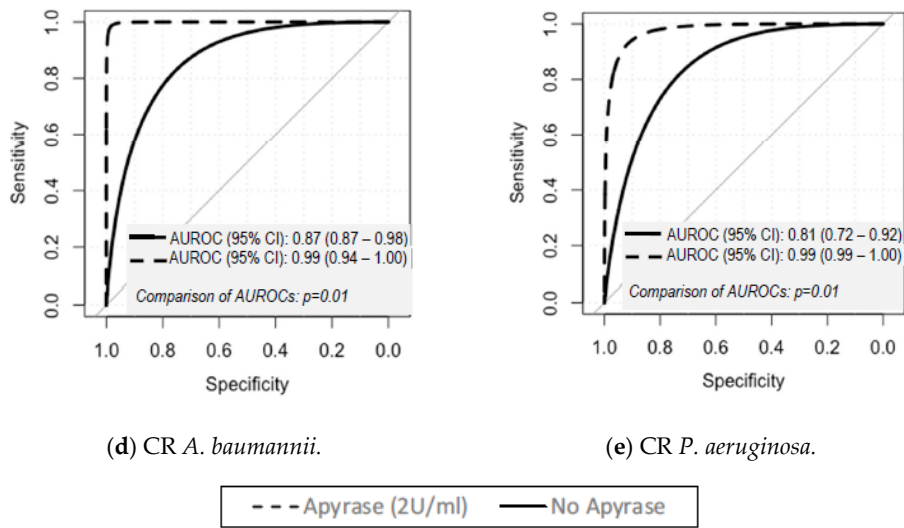 1.0
0.8
0.6
0.4
0.2
0.0
Sensitivity
AUROC (95% CI): 0.87 (0.87 – 0.98)
AUROC (95% CI): 0.99 (0.94 – 1.00)
Comparison of AUROCs: p=0.01
1.0 0.8 0.6 0.4 0.2 0.0
Specificity
(d) CR A. baumannii.
1.0
0.8
0.6
0.4
0.2
0.0
Sensitivity
AUROC (95% CI): 0.81 (0.72 – 0.92)
AUROC (95% CI): 0.99 (0.99 – 1.00)
Comparison of AUROCs: p=0.01
1.0 0.8 0.6 0.4 0.2 0.0
Specificity
(e) CR P. aeruginosa.
Apyrase (2U/ml) No Apyrase